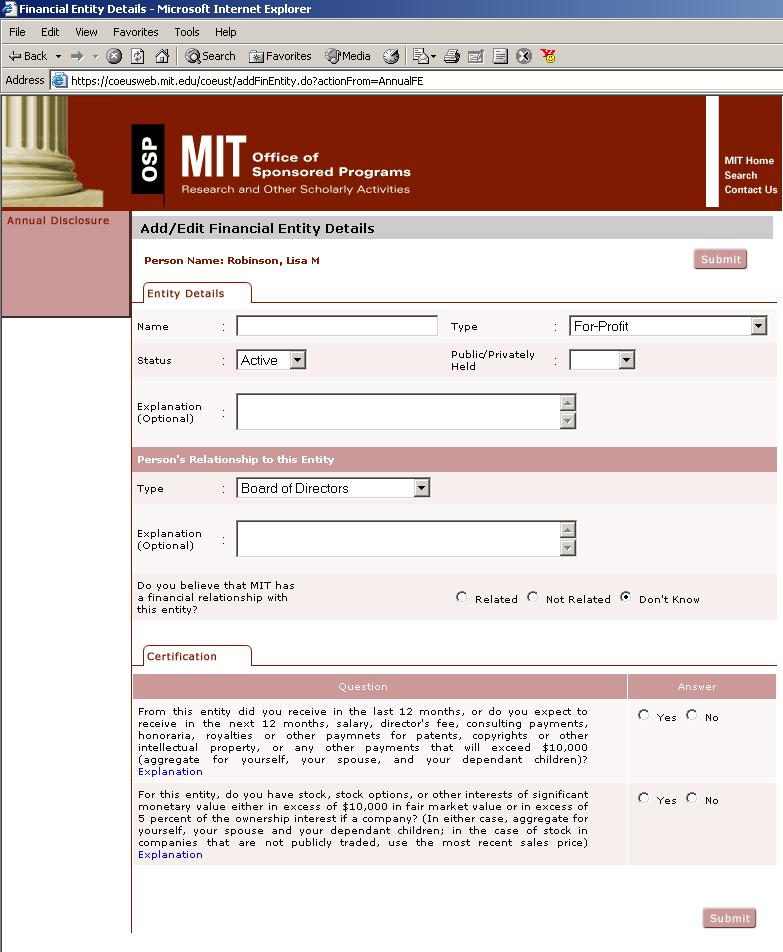 Financial Entity Details - Microsoft Internet Explorer
File Edit View Favorites Tools Help
Back Search Favorites Media
Address https://coeusweb.mit.edu/coeust/addFinEntity.do?actionFrom=AnnualFE
OSP MIT Office of
Sponsored Programs
Research and Other Scholarly Activities
MIT Home
Search
Contact Us
Annual Disclosure
Add/Edit Financial Entity Details
Person Name: Robinson, Lisa M Submit
Entity Details
Name : Type : For-Profit
Status : Active Public/Privately
Held :
Explanation
(Optional) :
Person's Relationship to this Entity
Type : Board of Directors
Explanation
(Optional) :
Do you believe that MIT has
a financial relationship with
this entity?
Related Not Related Don't Know
Certification
Question Answer
From this entity did you receive in the last 12 months, or do you expect to
receive in the next 12 months, salary, director's fee, consulting payments,
honoraria, royalties or other paymnets for patents, copyrights or other
intellectual property, or any other payments that will exceed $10,000
(aggregate for yourself, your spouse, and your dependant children)?
Explanation
Yes No
For this entity, do you have stock, stock options, or other interests of significant
monetary value either in excess of $10,000 in fair market value or in excess of
5 percent of the ownership interest if a company? (In either case, aggregate for
yourself, your spouse and your dependant children; in the case of stock in
companies that are not publicly traded, use the most recent sales price)
Explanation
Yes No
Submit